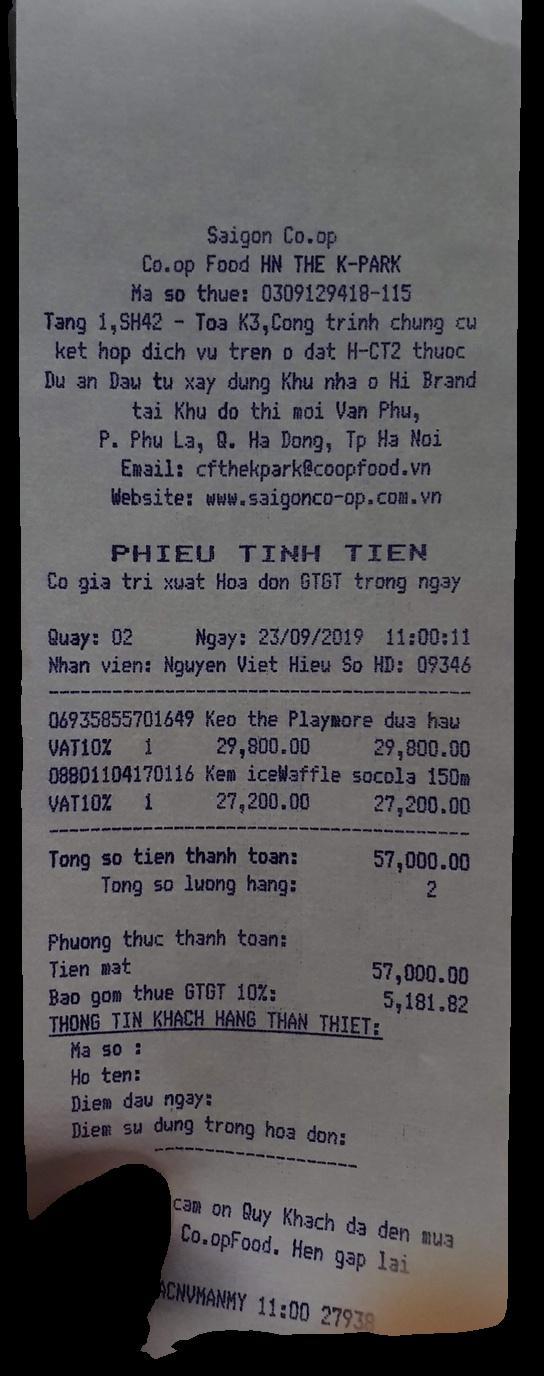 Saigon Co.op
Co.op Food HN THE K-PARK
Ma so thue: 0309129418-115
Tang 1,SH42 - Toa K3,Cong trinh chung cu
ket hop dich vu tren o dat H-CT2 thuoc
Du an Dau tu xay dung Khu nha o Hi Brand
tai Khu do thi moi Van Phu,
P. Phu La, Q. Ha Dong, Tp Ha Noi
Email: cfthekpark@coopfood.vn
Website: www.saigonco-op.com.vn
PHIEU TINH TIEN
Co gia tri xuat Hoa don GTGT trong ngay
Quay: 02 Ngay: 23/09/2019 11:00:11
Nhan vien: Nguyen Viet Hieu So HD: 09346
06935855701649 Keo the Playmore dua hau
VAT10% 1 29,800.00 29,800.00
08801104170116 Kem iceWaffle socola 150m
VAT10% 1 27,200.00 27,200.00
Tong so tien thanh toan: 57,000.00
Tong so luong hang: 2
Phuong thuc thanh toan:
Tien mat 57,000.00
Bao gom thue GTGT 10%: 5,181.82
THONG TIN KHACH HANG THAN THIET:
Ma so :
Ho ten:
Diem dau ngay:
Diem su dung trong hoa don:
cam on Quy Khach da den mua
Co.opFood. Hen gap lai
ACNVMANMY 11:00 27938